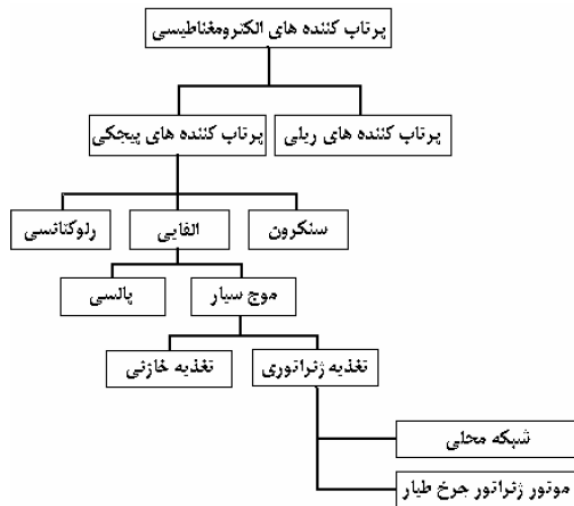 پرتاب کننده های الکترومغناطیسی
پرتاب کننده های ریلی
پرتاب کننده های پیچکی
سنکرون
القایی
رلوکتانسی
موج سیار
پالسی
تغذیه ژنراتوری
تغذیه خازنی
شبکه محلی
موتور ژنراتور چرخ طیار